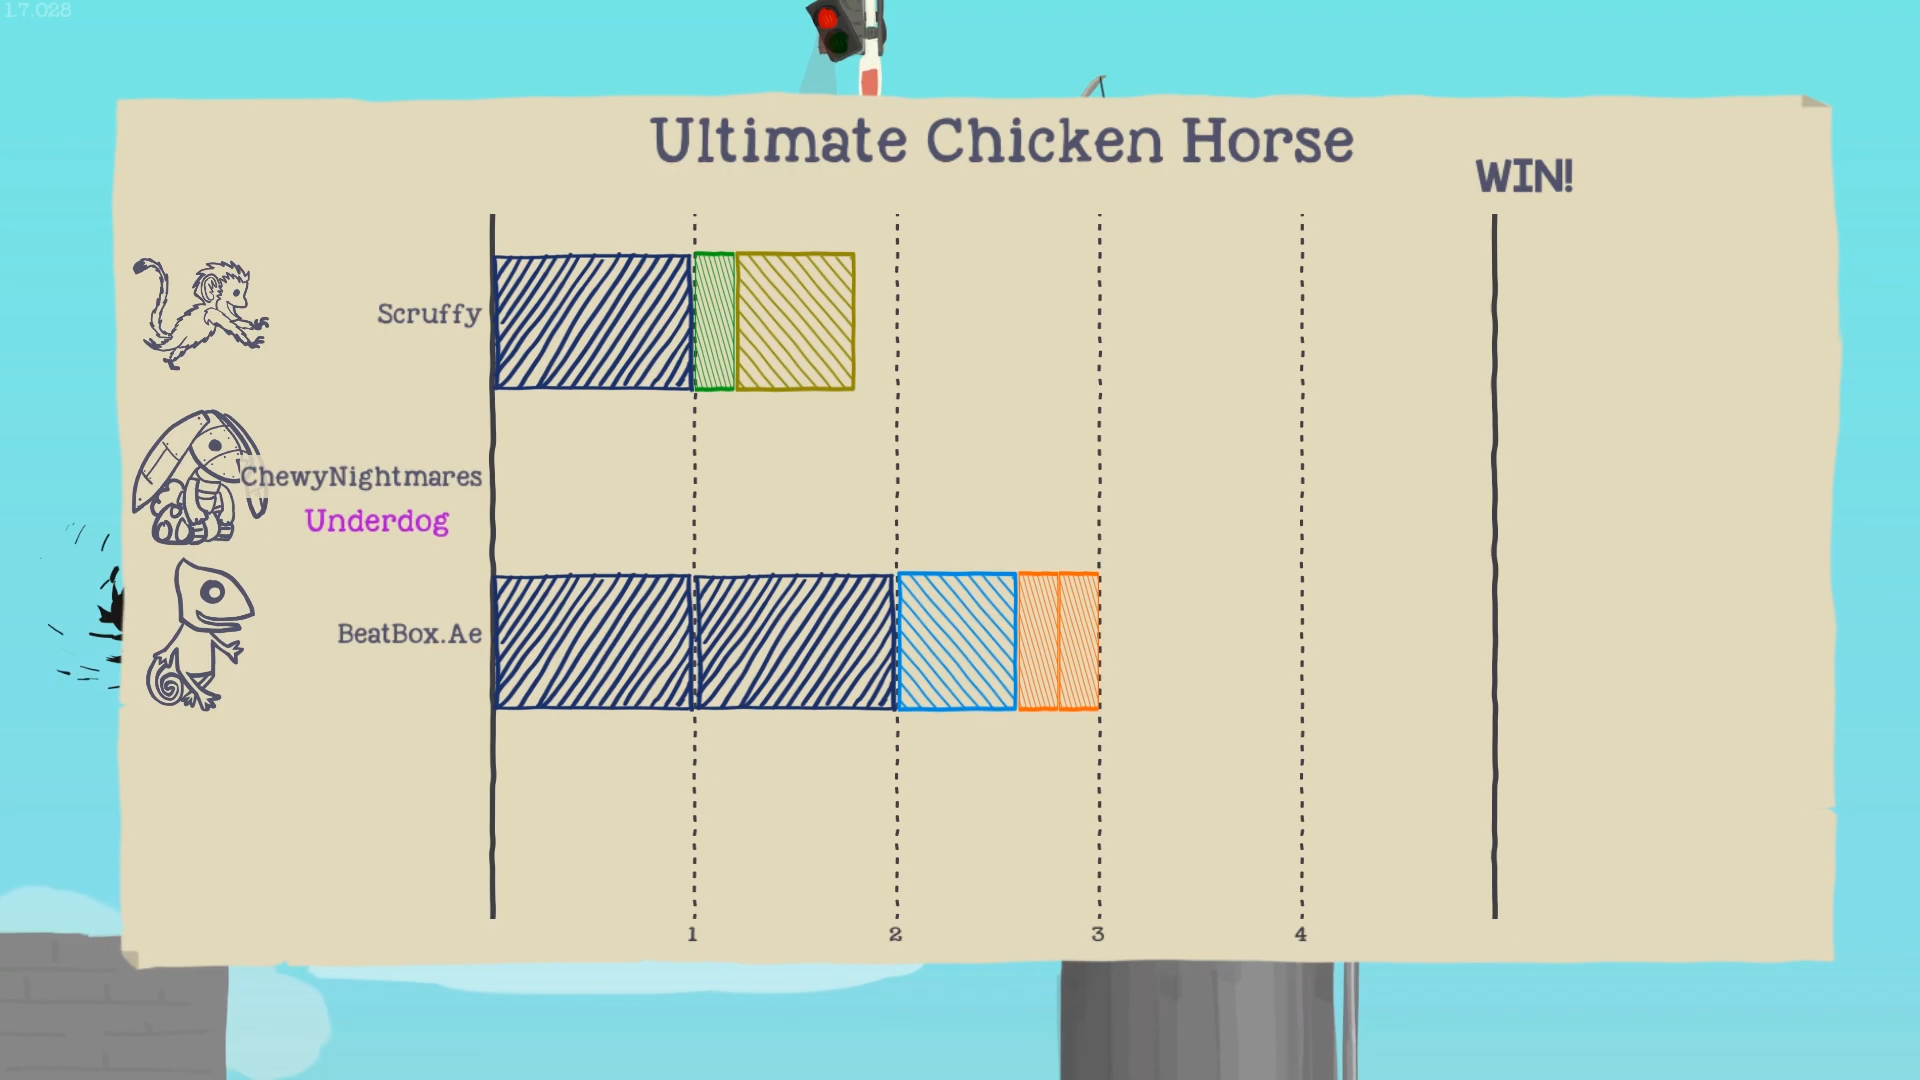 1.7.028
Ultimate Chicken Horse
WIN!
Scruffy
ChewyNightmares
Underdog
BeatBox.Ae
1 2 3 4